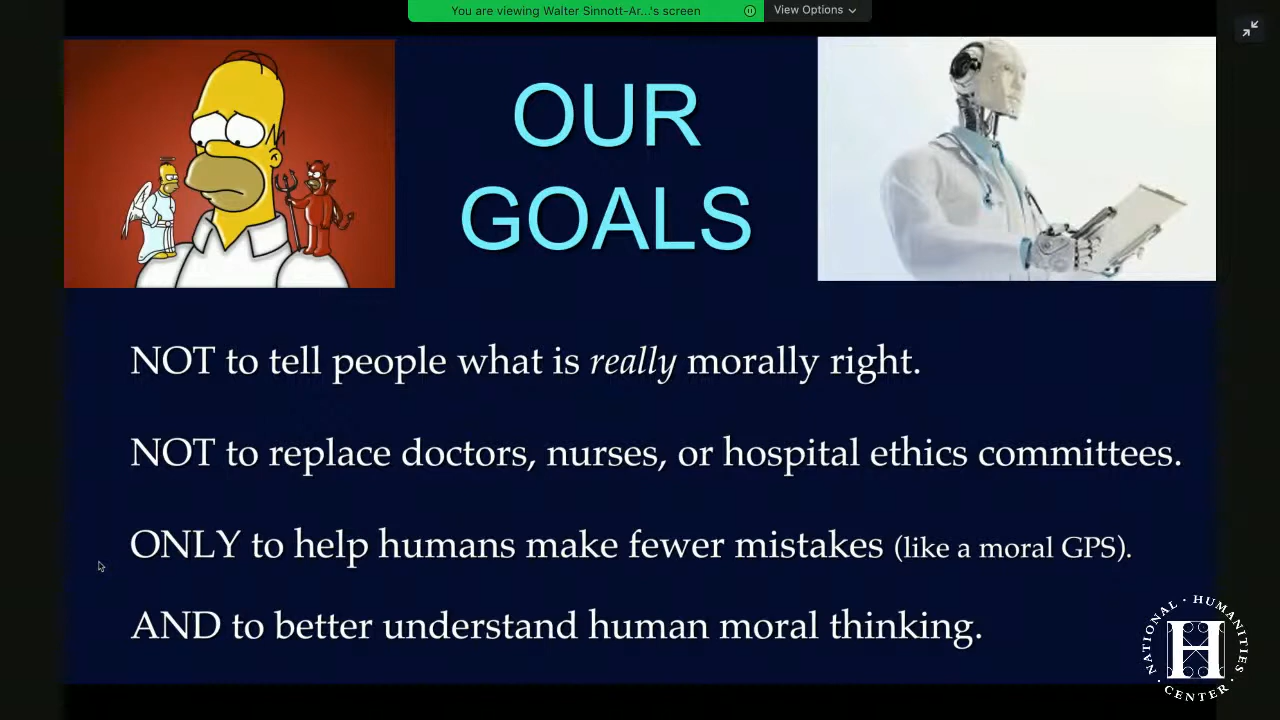 You are viewing Walter Sinnott-Ar...'s screen
View Options
OUR
GOALS
NOT to tell people what is really morally right.
NOT to replace doctors, nurses, or hospital ethics committees.
ONLY to help humans make fewer mistakes (like a moral GPS).
AND to better understand human moral thinking.
NATIONAL · HUMANITIES · CENTER ·
H